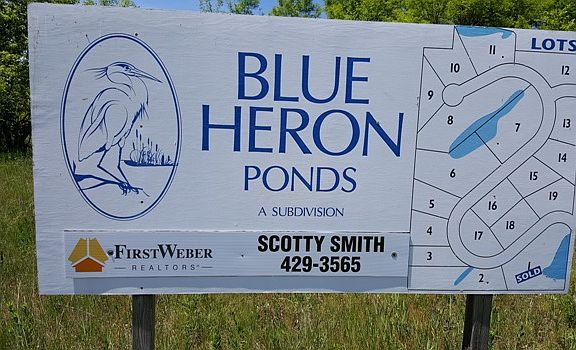 BLUE
HERON
PONDS
A SUBDIVISION
FIRSTWEBER
REALTORS
SCOTTY SMITH
429-3565
LOTS
11
10
12
9
13
8
7
14
6
15
5
16
19
18
4
17
3
2
SOLD